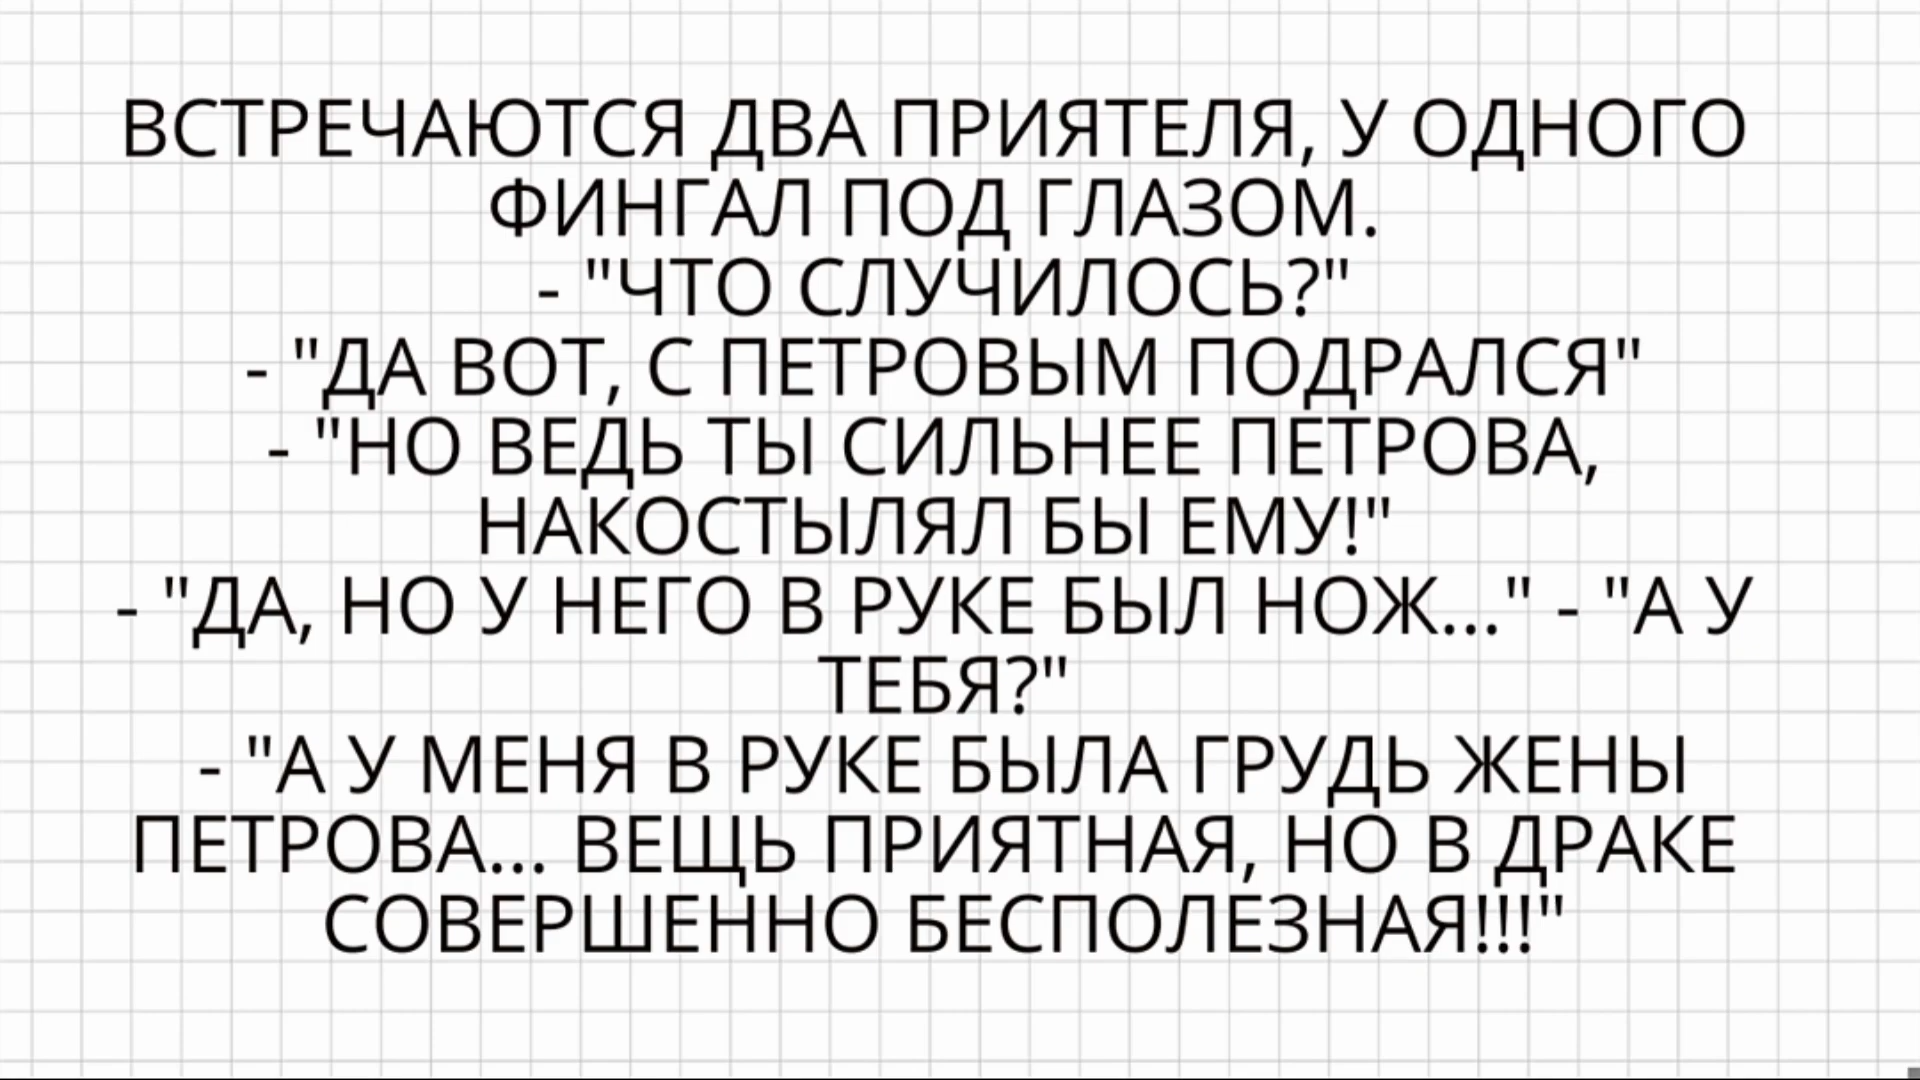 ВСТРЕЧАЮТСЯ ДВА ПРИЯТЕЛЯ, У ОДНОГО
ФИНГАЛ ПОД ГЛАЗОМ.
- "ЧТО СЛУЧИЛОСЬ?"
- "ДА ВОТ, С ПЕТРОВЫМ ПОДРАЛСЯ"
- "НО ВЕДЬ ТЫ СИЛЬНЕЕ ПЕТРОВА,
НАКОСТЫЛЯЛ БЫ ЕМУ!"
- "ДА, НО У НЕГО В РУКЕ БЫЛ НОЖ..." - "А У
ТЕБЯ?"
- "А У МЕНЯ В РУКЕ БЫЛА ГРУДЬ ЖЕНЫ
ПЕТРОВА... ВЕЩЬ ПРИЯТНАЯ, НО В ДРАКЕ
СОВЕРШЕННО БЕСПОЛЕЗНАЯ!!!"